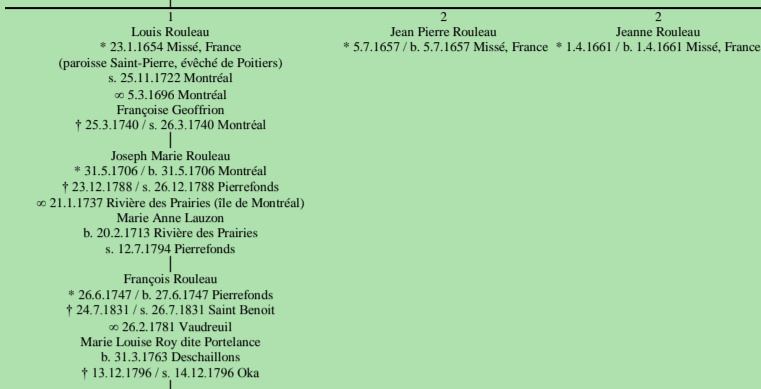 1
Louis Rouleau
* 23.1.1654 Missé, France
(paroisse Saint-Pierre, évêché de Poitiers)
s. 25.11.1722 Montréal
∞ 5.3.1696 Montréal
Françoise Geoffrion
† 25.3.1740 / s. 26.3.1740 Montréal
2
Jean Pierre Rouleau
* 5.7.1657 / b. 5.7.1657 Missé, France
2
Jeanne Rouleau
* 1.4.1661 / b. 1.4.1661 Missé, France
Joseph Marie Rouleau
* 31.5.1706 / b. 31.5.1706 Montréal
† 23.12.1788 / s. 26.12.1788 Pierrefonds
∞ 21.1.1737 Rivière des Prairies (île de Montréal)
Marie Anne Lauzon
b. 20.2.1713 Rivière des Prairies
s. 12.7.1794 Pierrefonds
François Rouleau
* 26.6.1747 / b. 27.6.1747 Pierrefonds
† 24.7.1831 / s. 26.7.1831 Saint Benoit
∞ 26.2.1781 Vaudreuil
Marie Louise Roy dite Portelance
b. 31.3.1763 Deschaillons
† 13.12.1796 / s. 14.12.1796 Oka